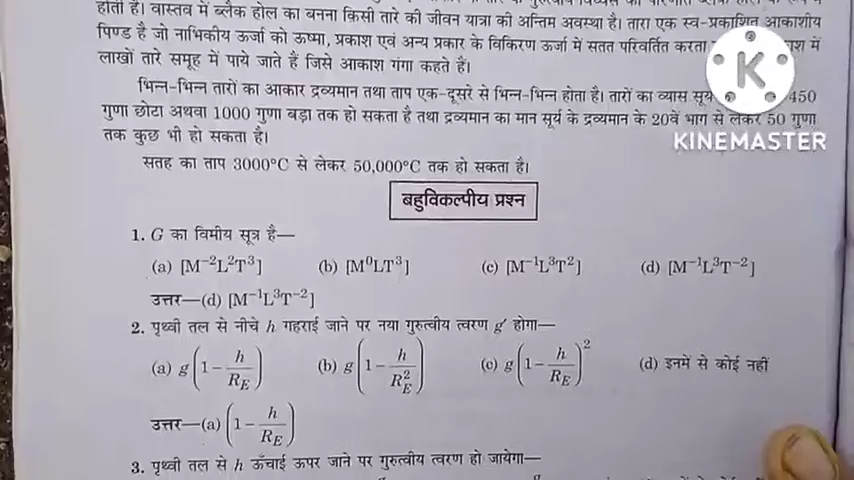 होती है। वास्तव में ब्लैक होल का बनना किसी तारे की जीवन यात्रा की अन्तिम अवस्था है। तारा एक स्व-प्रकाशित आकाशीय
पिण्ड है जो नाभिकीय ऊर्जा को ऊष्मा, प्रकाश एवं अन्य प्रकार के विकिरण ऊर्जा में सतत परिवर्तित करता में
लाखों तारे समूह में पाये जाते हैं जिसे आकाश गंगा कहते हैं।
भिन्न-भिन्न तारों का आकार द्रव्यमान तथा ताप एक-दूसरे से भिन्न-भिन्न होता है। तारों का व्यास सूर्य 450
गुणा छोटा अथवा 1000 गुणा बड़ा तक हो सकता है तथा द्रव्यमान का मान सूर्य के द्रव्यमान के 20वें भाग से लेकर 50 गुणा
तक कुछ भी हो सकता है।
K
KINEMASTER
सतह का ताप 3000°C से लेकर 50,000°C तक हो सकता है।
बहुविकल्पीय प्रश्न
1. G का विमीय सूत्र है—
(a) [M⁻²L²T³] (b) [M⁰LT³] (c) [M⁻¹L³T²] (d) [M⁻¹L³T⁻²]
उत्तर—(d) [M⁻¹L³T⁻²]
2. पृथ्वी तल से नीचे h गहराई जाने पर नया गुरुत्वीय त्वरण g′ होगा—
(a) g(1 − h/R_E) (b) g(1 − h/R_E²) (c) g(1 − h/R_E)² (d) इनमें से कोई नहीं
उत्तर—(a) (1 − h/R_E)
3. पृथ्वी तल से h ऊँचाई ऊपर जाने पर गुरुत्वीय त्वरण हो जायेगा—